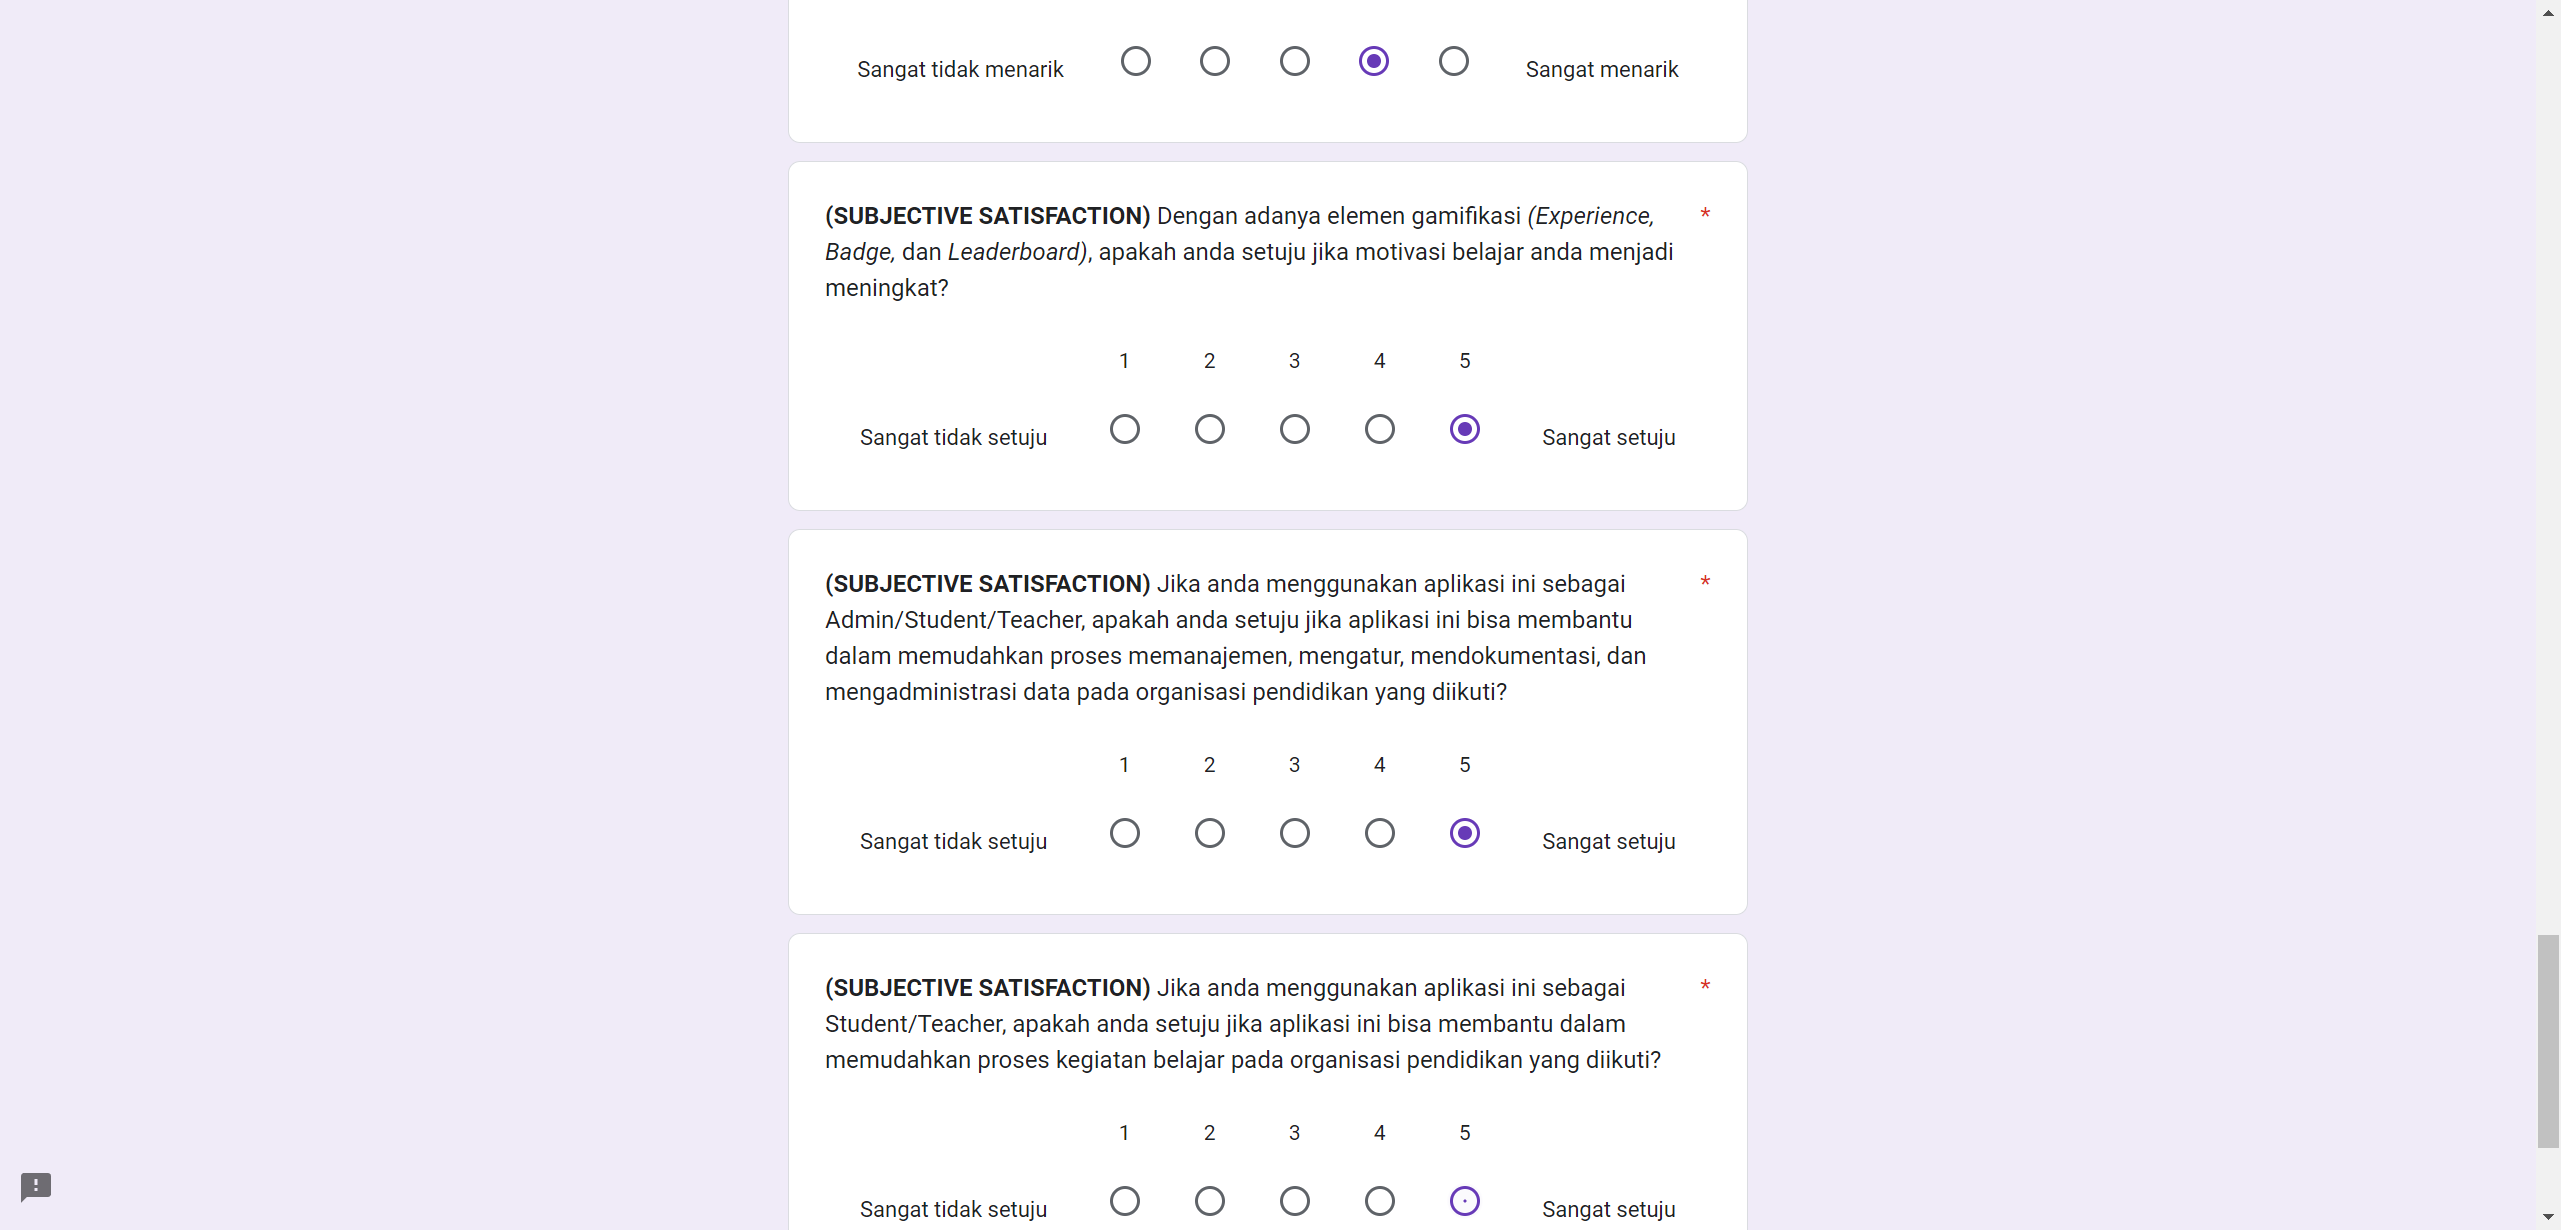 Sangat tidak menarik Sangat menarik
(SUBJECTIVE SATISFACTION) Dengan adanya elemen gamifikasi (Experience, *
Badge, dan Leaderboard), apakah anda setuju jika motivasi belajar anda menjadi
meningkat?
1 2 3 4 5
Sangat tidak setuju Sangat setuju
(SUBJECTIVE SATISFACTION) Jika anda menggunakan aplikasi ini sebagai *
Admin/Student/Teacher, apakah anda setuju jika aplikasi ini bisa membantu
dalam memudahkan proses memanajemen, mengatur, mendokumentasi, dan
mengadministrasi data pada organisasi pendidikan yang diikuti?
1 2 3 4 5
Sangat tidak setuju Sangat setuju
(SUBJECTIVE SATISFACTION) Jika anda menggunakan aplikasi ini sebagai *
Student/Teacher, apakah anda setuju jika aplikasi ini bisa membantu dalam
memudahkan proses kegiatan belajar pada organisasi pendidikan yang diikuti?
1 2 3 4 5
Sangat tidak setuju Sangat setuju